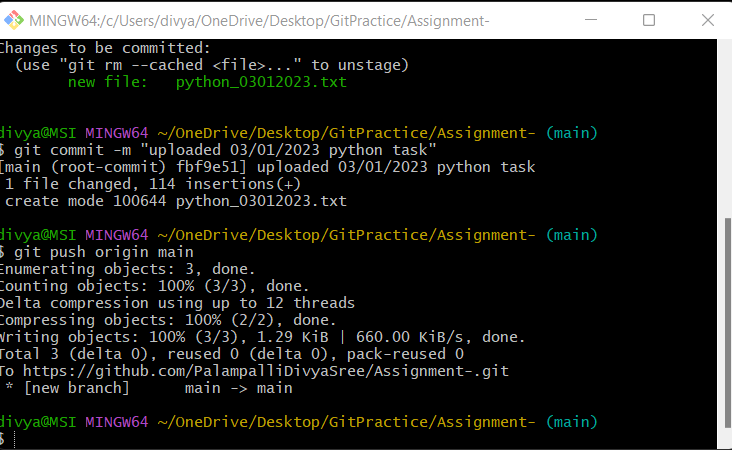 MINGW64:/c/Users/divya/OneDrive/Desktop/GitPractice/Assignment-
Changes to be committed:
  (use "git rm --cached <file>..." to unstage)
        new file:   python_03012023.txt
divya@MSI MINGW64 ~/OneDrive/Desktop/GitPractice/Assignment- (main)
$ git commit -m "uploaded 03/01/2023 python task"
[main (root-commit) fbf9e51] uploaded 03/01/2023 python task
 1 file changed, 114 insertions(+)
 create mode 100644 python_03012023.txt
divya@MSI MINGW64 ~/OneDrive/Desktop/GitPractice/Assignment- (main)
$ git push origin main
Enumerating objects: 3, done.
Counting objects: 100% (3/3), done.
Delta compression using up to 12 threads
Compressing objects: 100% (2/2), done.
Writing objects: 100% (3/3), 1.29 KiB | 660.00 KiB/s, done.
Total 3 (delta 0), reused 0 (delta 0), pack-reused 0
To https://github.com/PalampalliDivyaSree/Assignment-.git
 * [new branch]      main -> main
divya@MSI MINGW64 ~/OneDrive/Desktop/GitPractice/Assignment- (main)
$